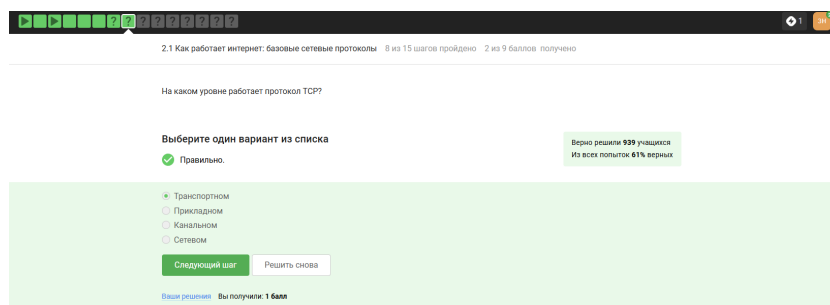 ? ? ? ? ? ? ? ? ?
1
ЗН
2.1 Как работает интернет: базовые сетевые протоколы 8 из 15 шагов пройдено 2 из 9 баллов получено
На каком уровне работает протокол TCP?
Выберите один вариант из списка
Правильно.
Верно решили 939 учащихся
Из всех попыток 61% верных
Транспортном
Прикладном
Канальном
Сетевом
Следующий шаг Решить снова
Ваши решения Вы получили: 1 балл